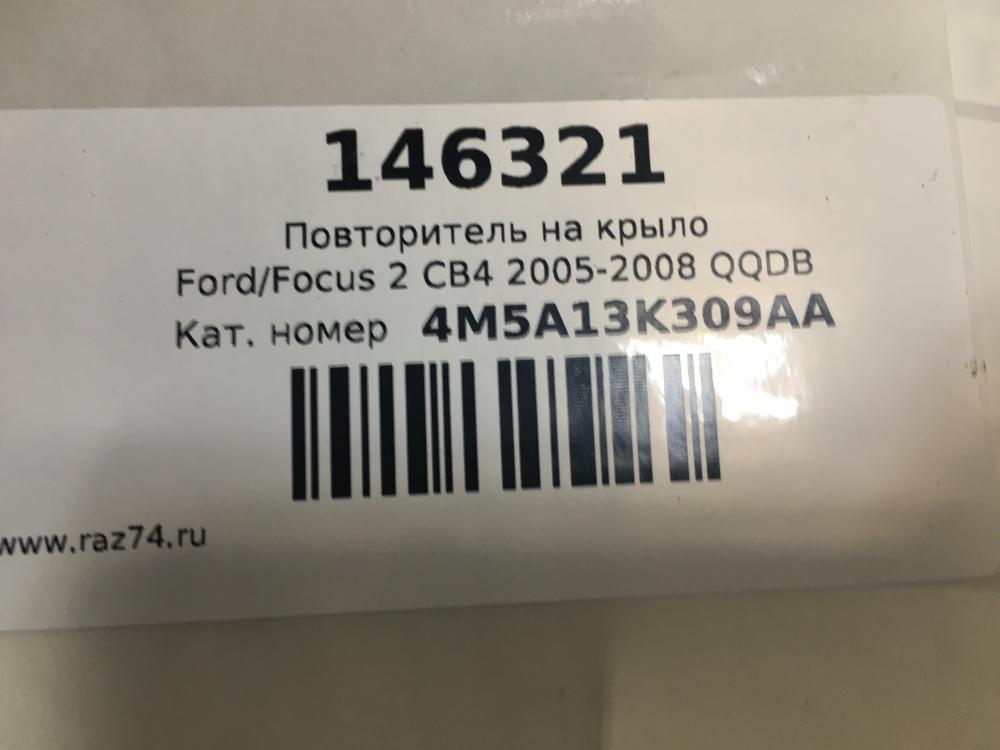 146321
Повторитель на крыло
Ford/Focus 2 CB4 2005-2008 QQDB
Кат. номер 4M5A13K309AA
www.raz74.ru